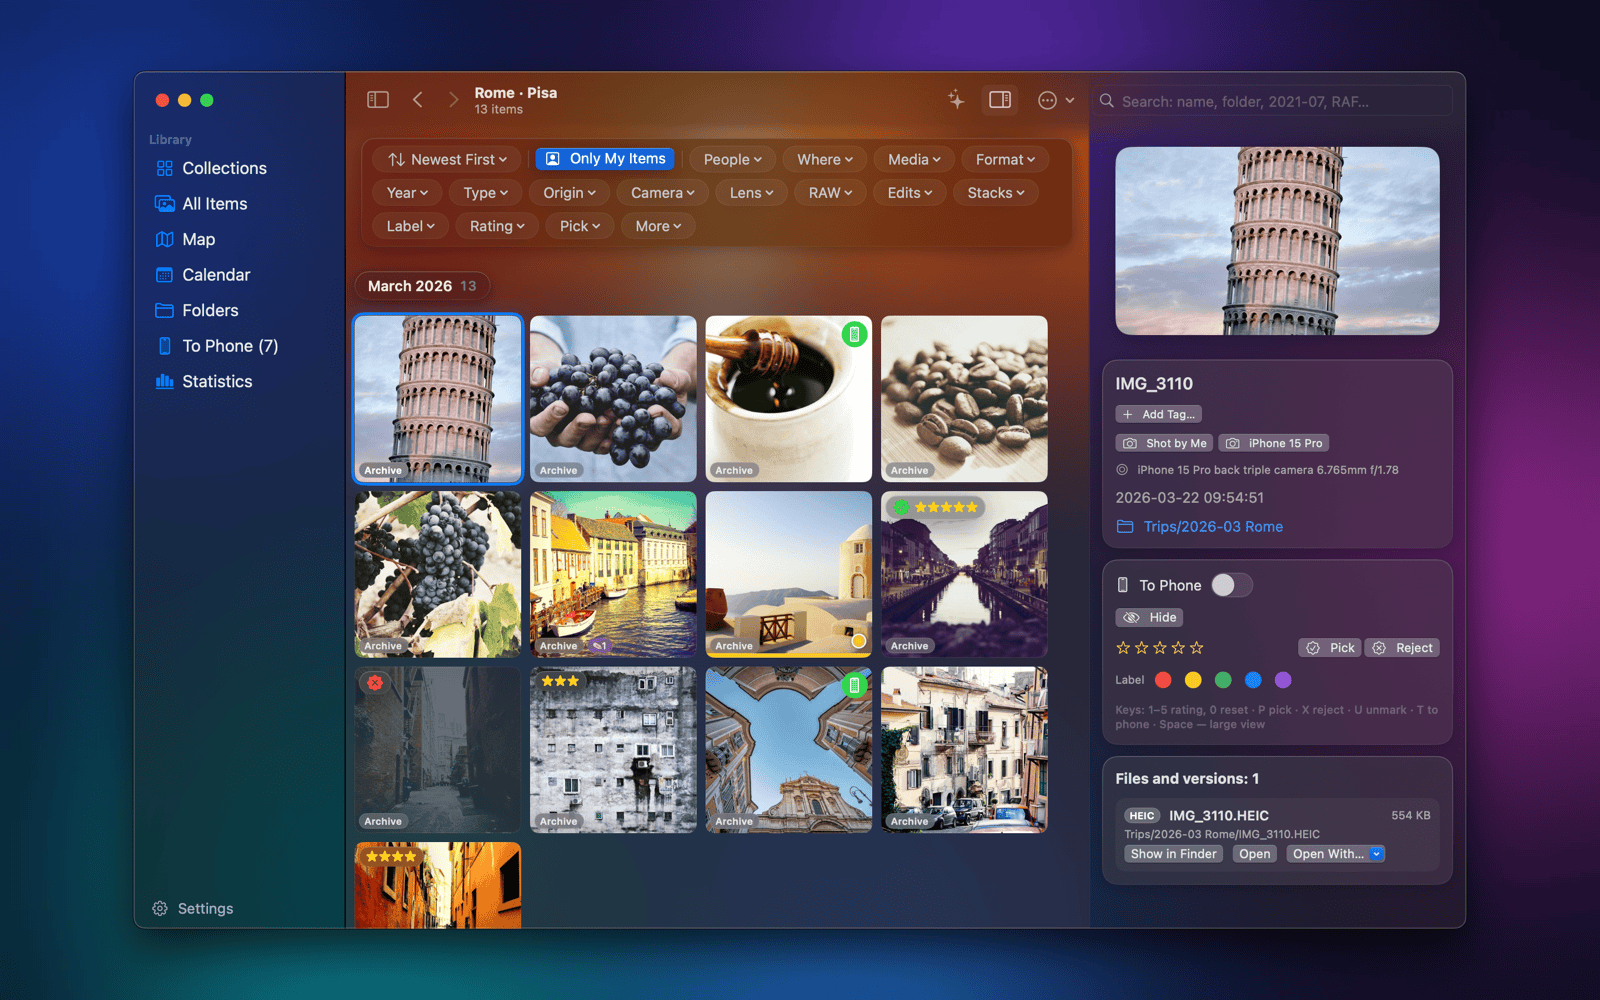 Library
Collections
All Items
Map
Calendar
Folders
To Phone (7)
Statistics
Settings
Rome · Pisa
13 items
Search: name, folder, 2021-07, RAF...
Newest First
Only My Items
People
Where
Media
Format
Year
Type
Origin
Camera
Lens
RAW
Edits
Stacks
Label
Rating
Pick
More
March 2026 13
Archive
Archive
Archive
Archive
Archive
Archive
1
Archive
Archive
Archive
Archive
Archive
Archive
IMG_3110
+ Add Tag...
Shot by Me
iPhone 15 Pro
iPhone 15 Pro back triple camera 6.765mm f/1.78
2026-03-22 09:54:51
Trips/2026-03 Rome
To Phone
Hide
Pick
Reject
Label
Keys: 1–5 rating, 0 reset · P pick · X reject · U unmark · T to
phone · Space — large view
Files and versions: 1
HEIC IMG_3110.HEIC 554 KB
Trips/2026-03 Rome/IMG_3110.HEIC
Show in Finder
Open
Open With...